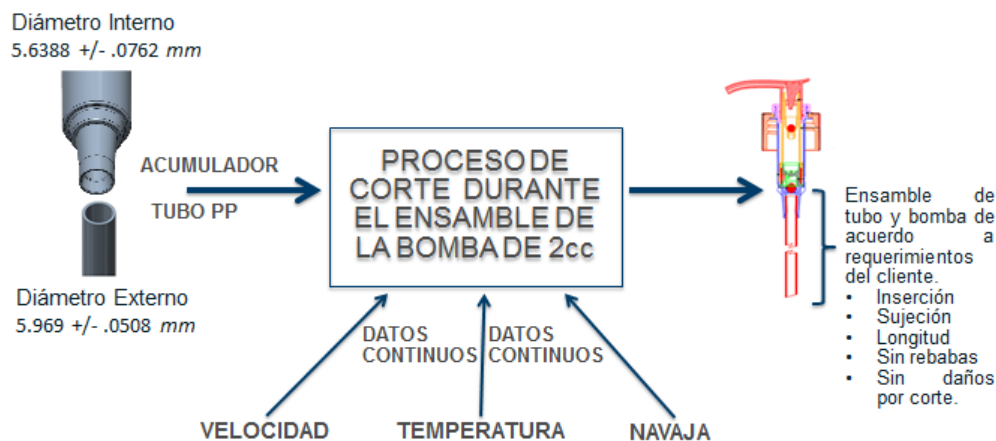 Diámetro Interno
5.6388 +/- .0762 mm
ACUMULADOR
TUBO PP
Diámetro Externo
5.969 +/- .0508 mm
PROCESO DE
CORTE DURANTE
EL ENSAMBLE DE
LA BOMBA DE 2cc
DATOS
CONTINUOS
DATOS
CONTINUOS
VELOCIDAD
TEMPERATURA
NAVAJA
Ensamble de
tubo y bomba de
acuerdo a
requerimientos
del cliente.
• Inserción
• Sujeción
• Longitud
• Sin rebabas
• Sin daños
por corte.